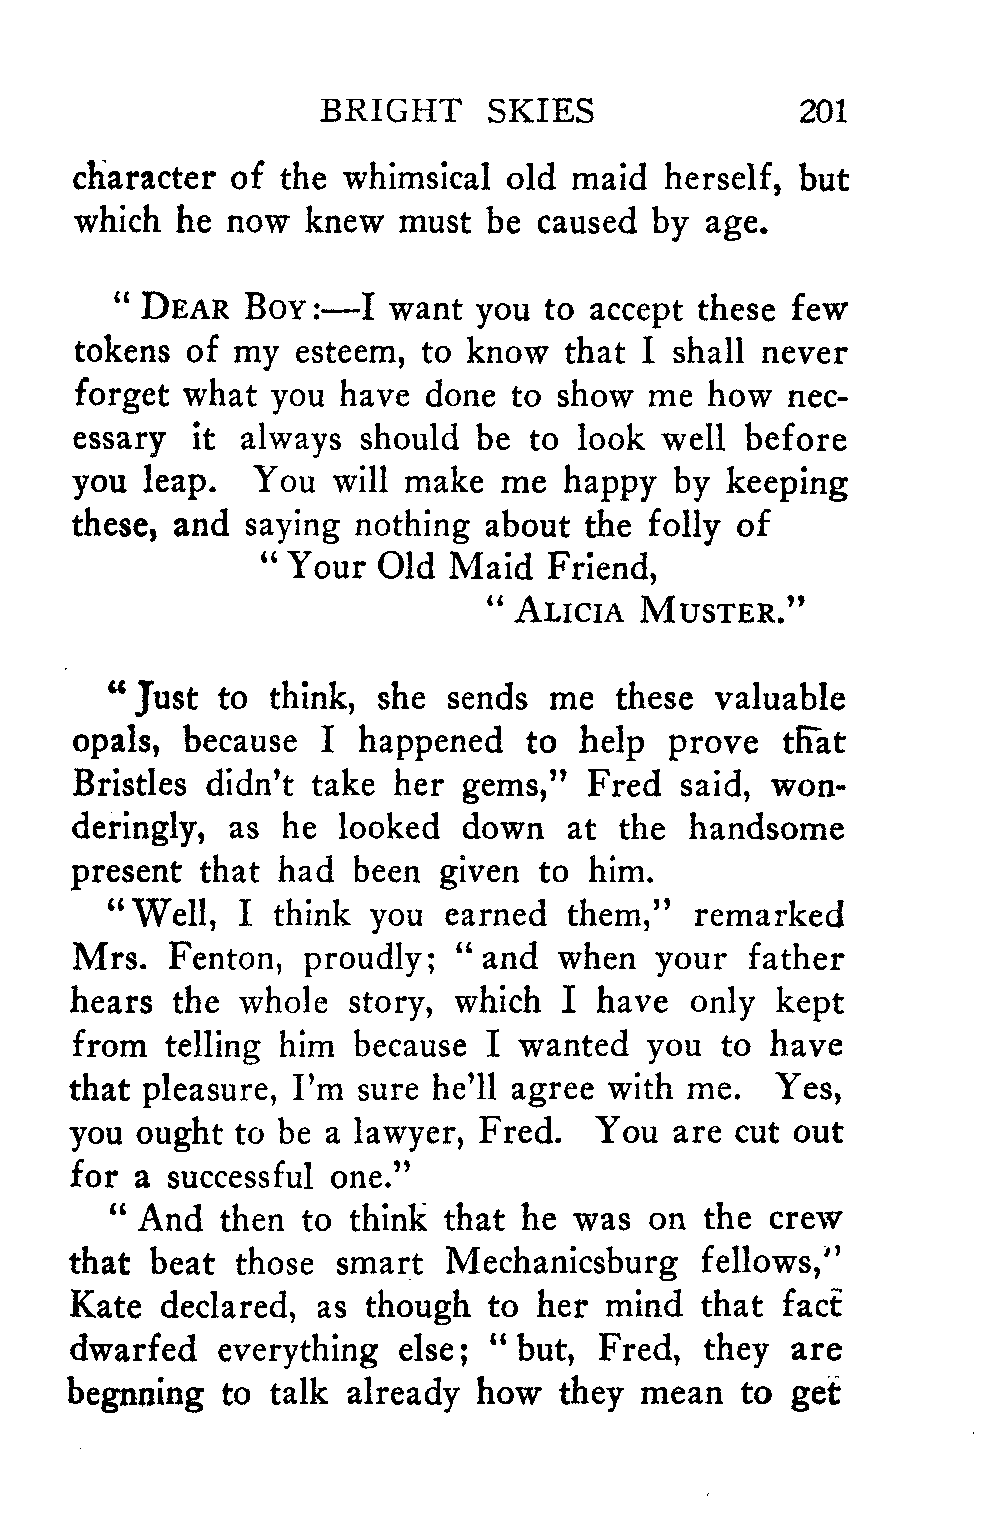 BRIGHT SKIES 201
character of the whimsical old maid herself, but
which he now knew must be caused by age.
“ DEAR BOY:—I want you to accept these few
tokens of my esteem, to know that I shall never
forget what you have done to show me how nec-
essary it always should be to look well before
you leap. You will make me happy by keeping
these, and saying nothing about the folly of
“ Your Old Maid Friend,
“ ALICIA MUSTER.”
“ Just to think, she sends me these valuable
opals, because I happened to help prove that
Bristles didn’t take her gems,” Fred said, won-
deringly, as he looked down at the handsome
present that had been given to him.
“ Well, I think you earned them,” remarked
Mrs. Fenton, proudly; “ and when your father
hears the whole story, which I have only kept
from telling him because I wanted you to have
that pleasure, I’m sure he’ll agree with me. Yes,
you ought to be a lawyer, Fred. You are cut out
for a successful one.”
“ And then to think that he was on the crew
that beat those smart Mechanicsburg fellows,”
Kate declared, as though to her mind that fact
dwarfed everything else; “ but, Fred, they are
begnning to talk already how they mean to get